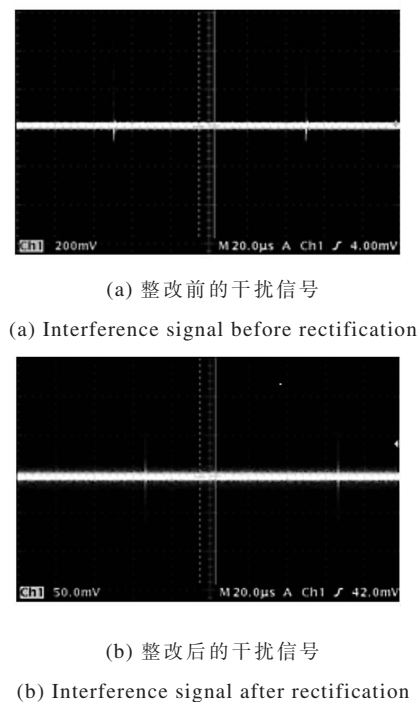 Ch1 200mV M 20.0µs A Ch1 ƒ 4.00mV
(a) 整改前的干扰信号
(a) Interference signal before rectification
Ch1 50.0mV M 20.0µs A Ch1 ƒ 42.0mV
(b) 整改后的干扰信号
(b) Interference signal after rectification